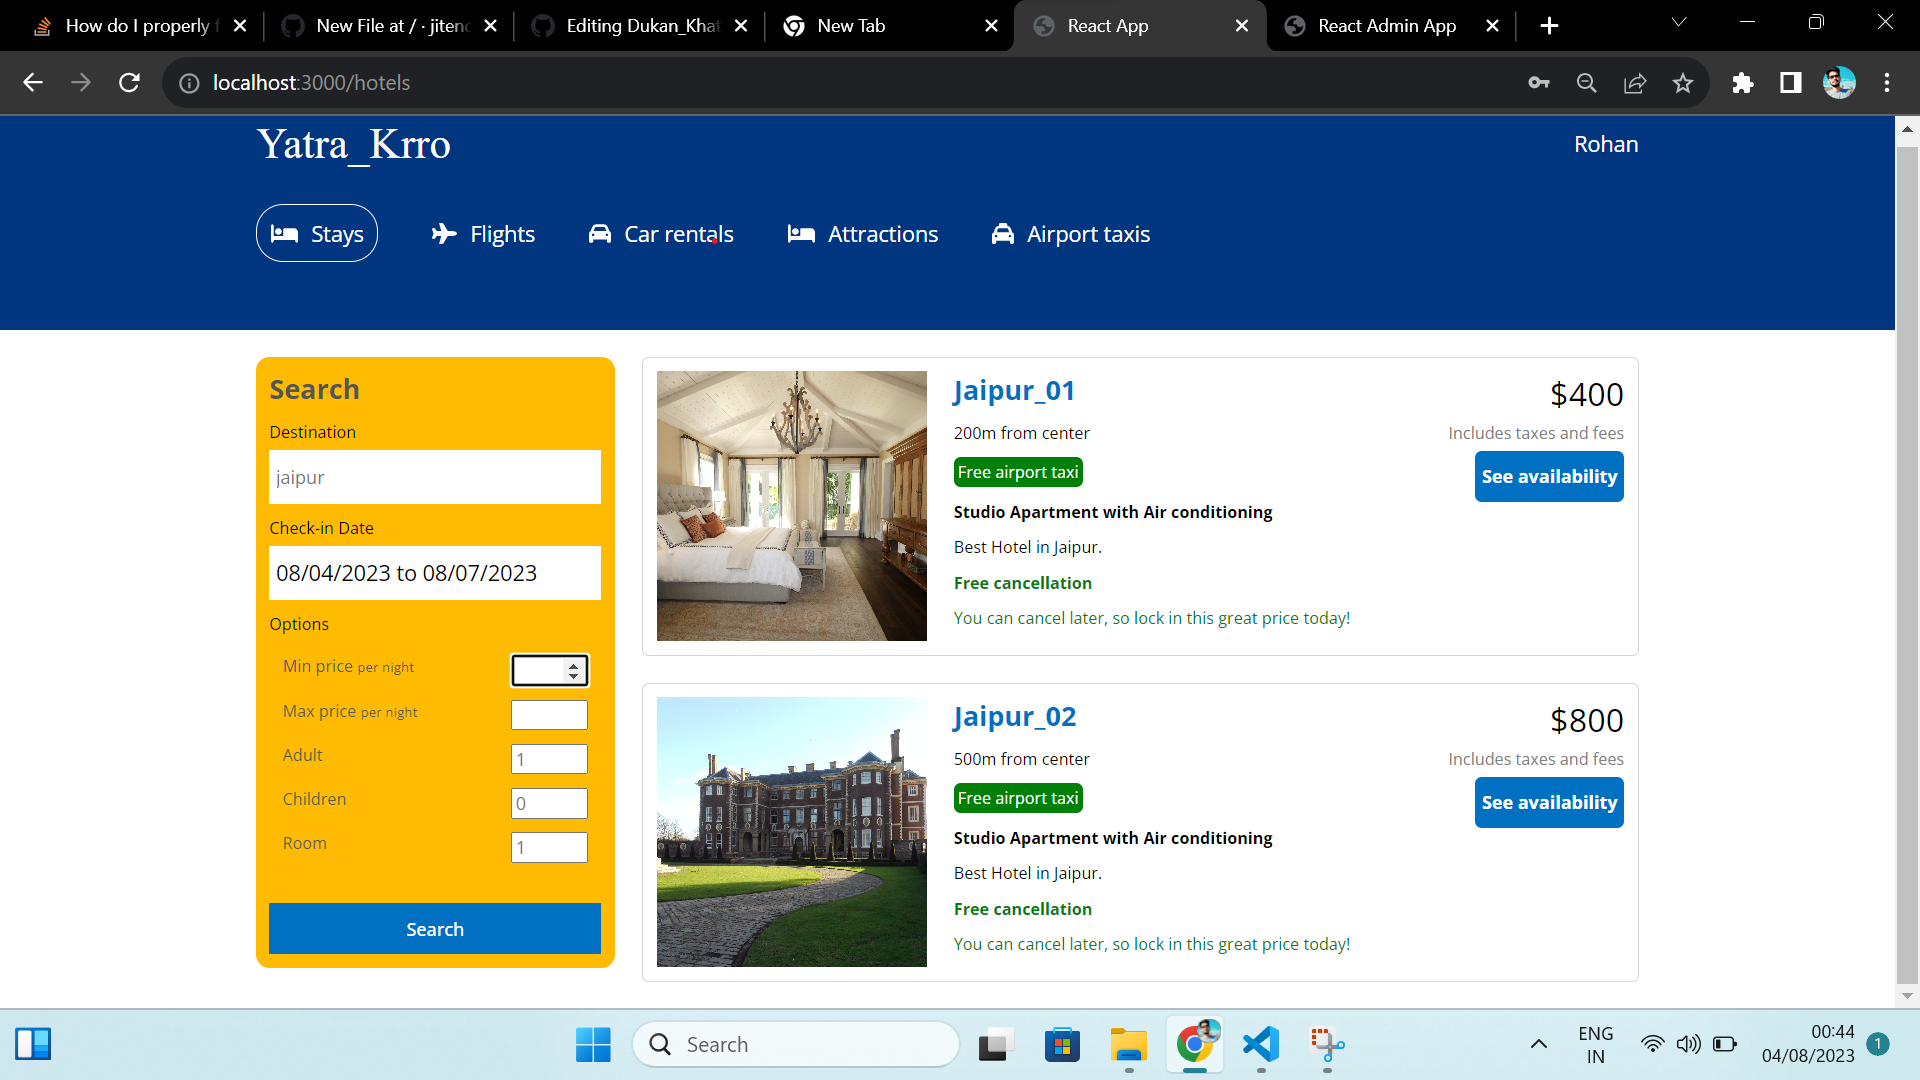 How do I properly f
New File at / · jiten
Editing Dukan_Khat
New Tab
React App
React Admin App
localhost:3000/hotels
Yatra_Krro
Rohan
Stays
Flights
Car rentals
Attractions
Airport taxis
Search
Destination
jaipur
Check-in Date
08/04/2023 to 08/07/2023
Options
Min price per night
Max price per night
Adult
1
Children
0
Room
1
Search
Jaipur_01
200m from center
Free airport taxi
Studio Apartment with Air conditioning
Best Hotel in Jaipur.
Free cancellation
You can cancel later, so lock in this great price today!
$400
Includes taxes and fees
See availability
Jaipur_02
500m from center
Free airport taxi
Studio Apartment with Air conditioning
Best Hotel in Jaipur.
Free cancellation
You can cancel later, so lock in this great price today!
$800
Includes taxes and fees
See availability
Search
ENG
IN
00:44
04/08/2023
1